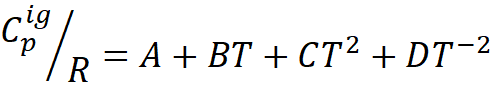 C_p^{ig}/R = A + BT + CT^2 + DT^{-2}